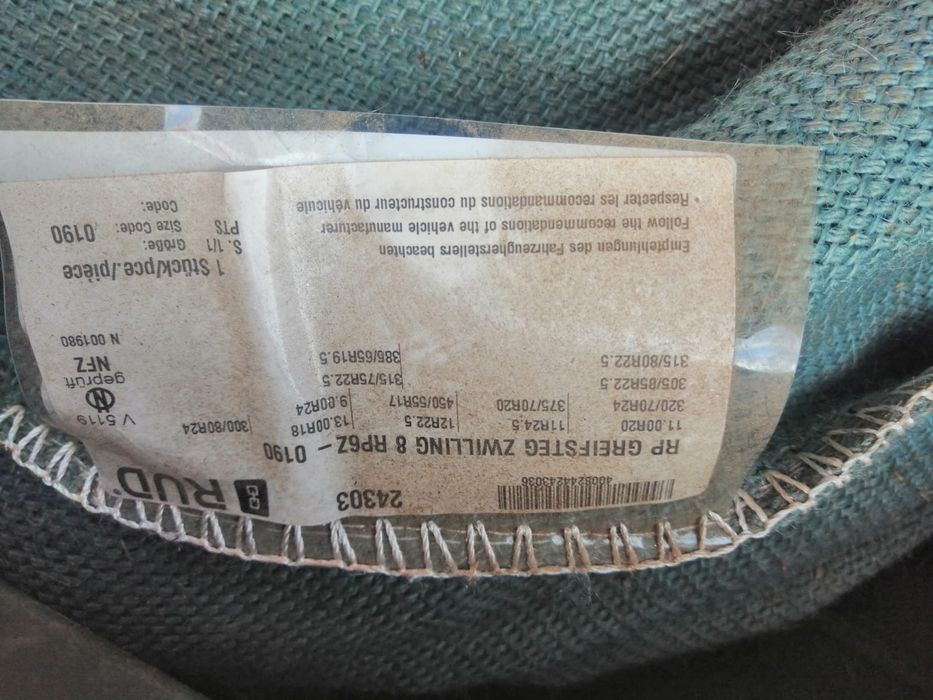 4008244243036
24303
RUD
RP GREIFSTEG ZWILLING 8 RP6Z - 0190
11.00R20 11R24.5 12R22.5 13.00R18 300/80R24
320/70R24 375/70R20 450/55R17 9.00R24
305/85R22.5 315/75R22.5
315/80R22.5 385/65R19.5
V 5119
geprüft
NFZ
N 001980
Empfehlungen des Fahrzeugherstellers beachten
Follow the recommendations of the vehicle manufacturer
• Respecter les recommandations du constructeur du véhicule
1 Stück/pce./pièce
S. 1/1 Größe:
PTS Size Code: 0190
Code: